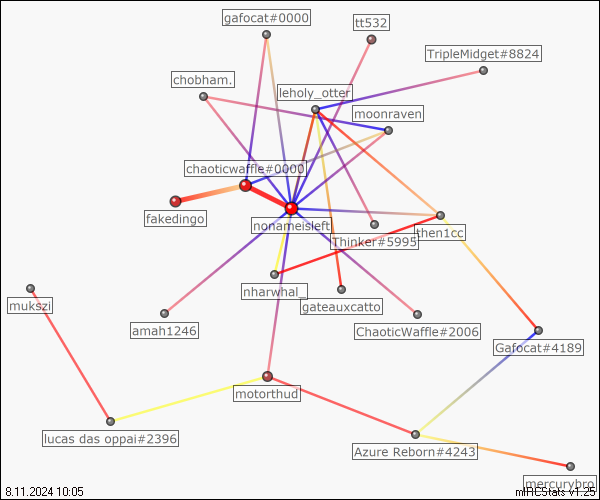 gafocat#0000
tt532
TripleMidget#8824
chobham.
leholy_otter
moonraven
chaoticwaffle#0000
fakedingo
nonameisleft
Thinker#5995
then1cc
nharwhal_
gateauxcatto
mukszi
amah1246
ChaoticWaffle#2006
Gafocat#4189
motorthud
lucas das oppai#2396
Azure Reborn#4243
mercurybro
8.11.2024 10:05
mIRCStats v1.25